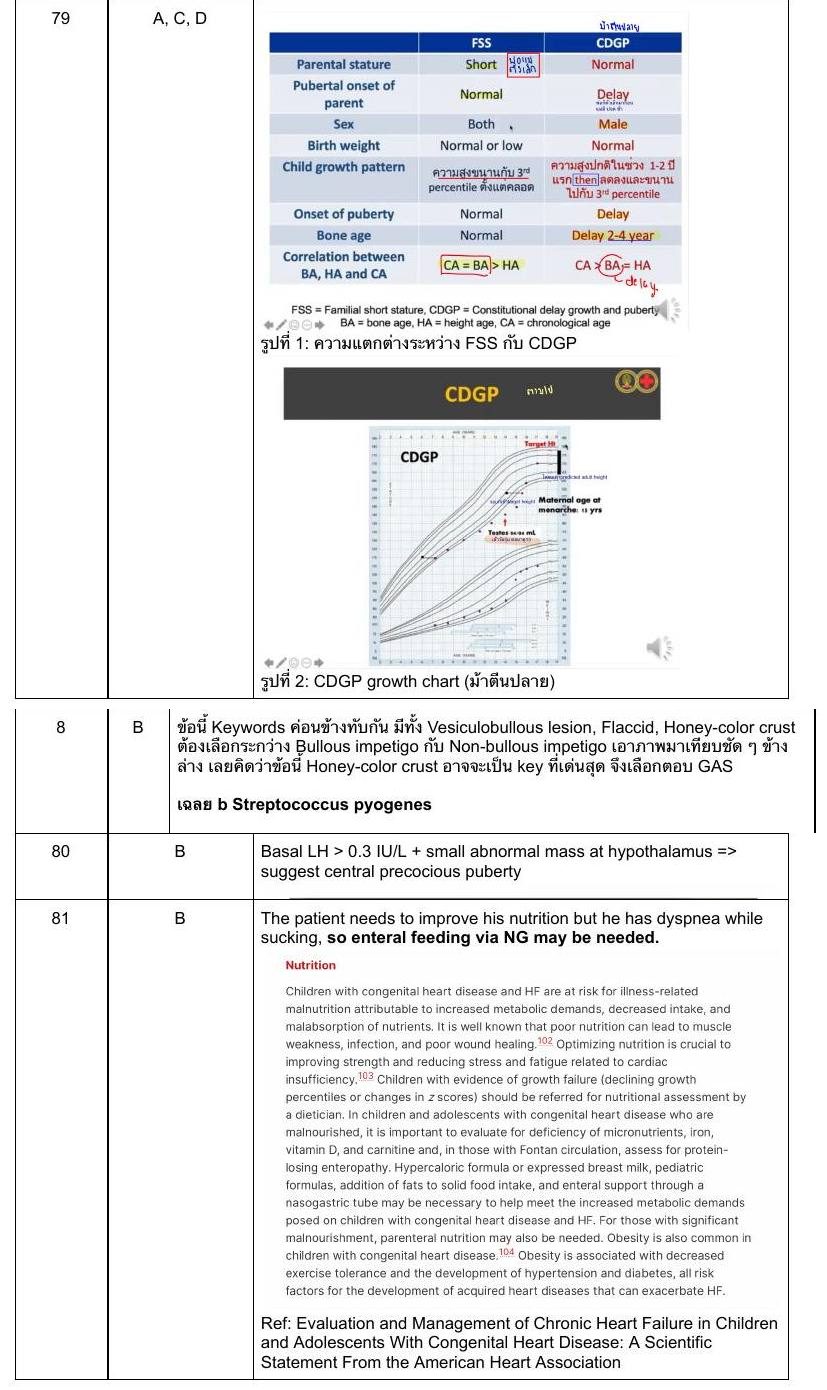 79
A, C, D
ม้าตีนปลาย
FSS
CDGP
Parental stature
Short
พ่อแม่
ตัวเล็ก
Normal
Pubertal onset of
parent
Normal
Delay
Sex
Both
Male
Birth weight
Normal or low
Normal
Child growth pattern
ความสูงขนานกับ 3rd
percentile ตั้งแต่คลอด
ความสูงปกติในช่วง 1-2 ปี
แรก then ลดลงและขนาน
ไปกับ 3rd percentile
Onset of puberty
Normal
Delay
Bone age
Normal
Delay 2-4 year
Correlation between
BA, HA and CA
CA = BA > HA
CA > BA = HA
delay
FSS = Familial short stature, CDGP = Constitutional delay growth and puberty
BA = bone age, HA = height age, CA = chronological age
รูปที่ 1: ความแตกต่างระหว่าง FSS กับ CDGP
CDGP
CDGP
Target Ht
predicted adult height
Maternal age at
menarche: 15 yrs
Testes 04/04 mL
รูปที่ 2: CDGP growth chart (ม้าตีนปลาย)
8
B
ข้อนี้ Keywords ค่อนข้างทับกัน มีทั้ง Vesiculobullous lesion, Flaccid, Honey-color crust
ต้องเลือกระกว่าง Bullous impetigo กับ Non-bullous impetigo เอาภาพมาเทียบชัด ๆ ข้าง
ล่าง เลยคิดว่าข้อนี้ Honey-color crust อาจจะเป็น key ที่เด่นสุด จึงเลือกตอบ GAS
เฉลย b Streptococcus pyogenes
80
B
Basal LH > 0.3 IU/L + small abnormal mass at hypothalamus =>
suggest central precocious puberty
81
B
The patient needs to improve his nutrition but he has dyspnea while
sucking, so enteral feeding via NG may be needed.
Nutrition
Children with congenital heart disease and HF are at risk for illness-related
malnutrition attributable to increased metabolic demands, decreased intake, and
malabsorption of nutrients. It is well known that poor nutrition can lead to muscle
weakness, infection, and poor wound healing.102 Optimizing nutrition is crucial to
improving strength and reducing stress and fatigue related to cardiac
insufficiency.103 Children with evidence of growth failure (declining growth
percentiles or changes in z scores) should be referred for nutritional assessment by
a dietician. In children and adolescents with congenital heart disease who are
malnourished, it is important to evaluate for deficiency of micronutrients, iron,
vitamin D, and carnitine and, in those with Fontan circulation, assess for protein-
losing enteropathy. Hypercaloric formula or expressed breast milk, pediatric
formulas, addition of fats to solid food intake, and enteral support through a
nasogastric tube may be necessary to help meet the increased metabolic demands
posed on children with congenital heart disease and HF. For those with significant
malnourishment, parenteral nutrition may also be needed. Obesity is also common in
children with congenital heart disease.104 Obesity is associated with decreased
exercise tolerance and the development of hypertension and diabetes, all risk
factors for the development of acquired heart diseases that can exacerbate HF.
Ref: Evaluation and Management of Chronic Heart Failure in Children
and Adolescents With Congenital Heart Disease: A Scientific
Statement From the American Heart Association